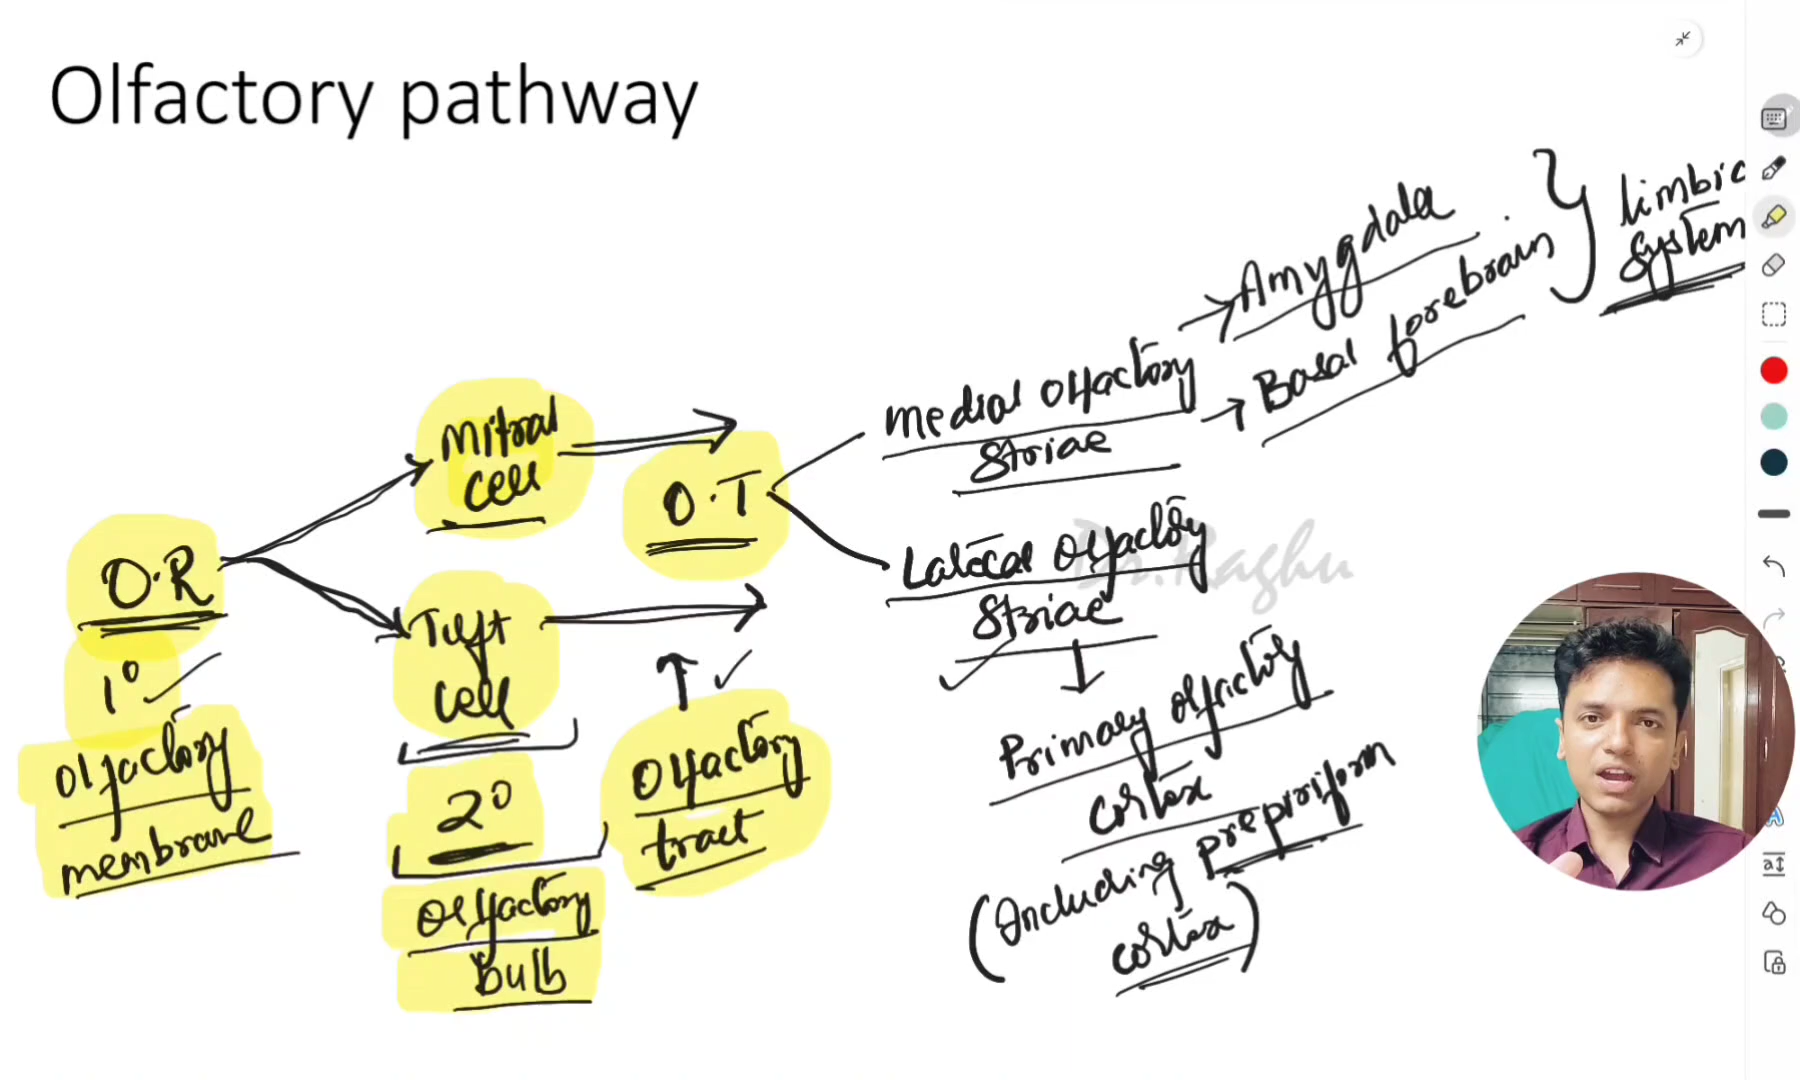 Olfactory pathway
O.R
1°
Olfactory
membrane
Mitral
cell
Tuft
cell
2°
Olfactory
bulb
O.T
Olfactory
tract
Medial Olfactory
Striae
Amygdala
Basal forebrain
limbic
system
Lateral Olfactory
Striae
Primary olfactory
cortex
(Including prepriform
cortex)
Dr.Raghu